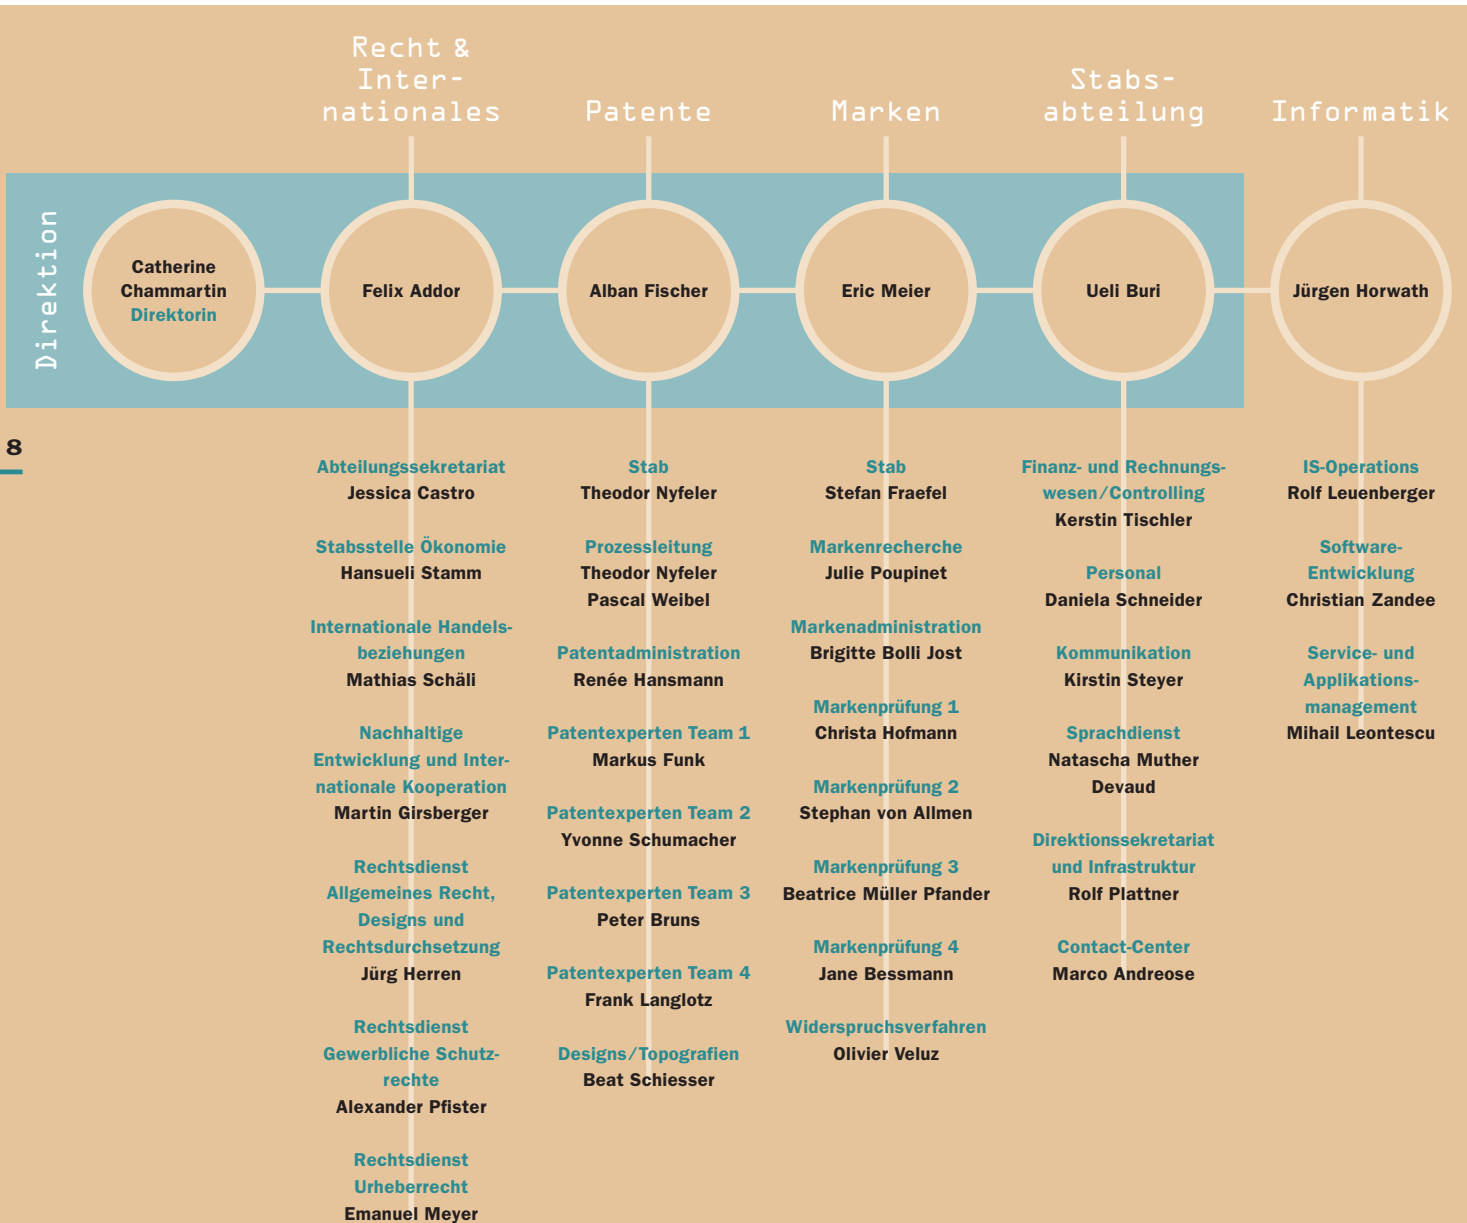 Recht &
Inter-
nationales
Patente
Marken
Stabs-
abteilung
Informatik
Direktion
Catherine
Chammartin
Direktorin
Felix Addor
Alban Fischer
Eric Meier
Ueli Buri
Jürgen Horwath
8
Abteilungssekretariat
Jessica Castro
Stabsstelle Ökonomie
Hansueli Stamm
Internationale Handels-
beziehungen
Mathias Schäli
Nachhaltige
Entwicklung und Inter-
nationale Kooperation
Martin Girsberger
Rechtsdienst
Allgemeines Recht,
Designs und
Rechtsdurchsetzung
Jürg Herren
Rechtsdienst
Gewerbliche Schutz-
rechte
Alexander Pfister
Rechtsdienst
Urheberrecht
Emanuel Meyer
Stab
Theodor Nyfeler
Prozessleitung
Theodor Nyfeler
Pascal Weibel
Patentadministration
Renée Hansmann
Patentexperten Team 1
Markus Funk
Patentexperten Team 2
Yvonne Schumacher
Patentexperten Team 3
Peter Bruns
Patentexperten Team 4
Frank Langlotz
Designs/Topografien
Beat Schiesser
Stab
Stefan Fraefel
Markenrecherche
Julie Poupinet
Markenadministration
Brigitte Bolli Jost
Markenprüfung 1
Christa Hofmann
Markenprüfung 2
Stephan von Allmen
Markenprüfung 3
Beatrice Müller Pfander
Markenprüfung 4
Jane Bessmann
Widerspruchsverfahren
Olivier Veluz
Finanz- und Rechnungs-
wesen/Controlling
Kerstin Tischler
Personal
Daniela Schneider
Kommunikation
Kirstin Steyer
Sprachdienst
Natascha Muther
Devaud
Direktionssekretariat
und Infrastruktur
Rolf Plattner
Contact-Center
Marco Andreose
IS-Operations
Rolf Leuenberger
Software-
Entwicklung
Christian Zandee
Service- und
Applikations-
management
Mihail Leontescu